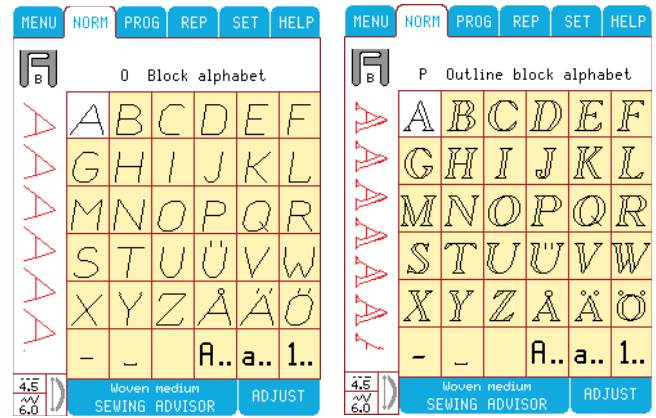 MENU NORM PROG REP SET HELP
B
O Block alphabet
A B C D E F
G H I J K L
M N O P Q R
S T U Ü V W
X Y Z Å Ä Ö
- _ A.. a.. 1..
4.5
6.0
Woven medium
SEWING ADVISOR
ADJUST
MENU NORM PROG REP SET HELP
B
P Outline block alphabet
A B C D E F
G H I J K L
M N O P Q R
S T U Ü V W
X Y Z Å Ä Ö
- _ A.. a.. 1..
4.5
6.0
Woven medium
SEWING ADVISOR
ADJUST